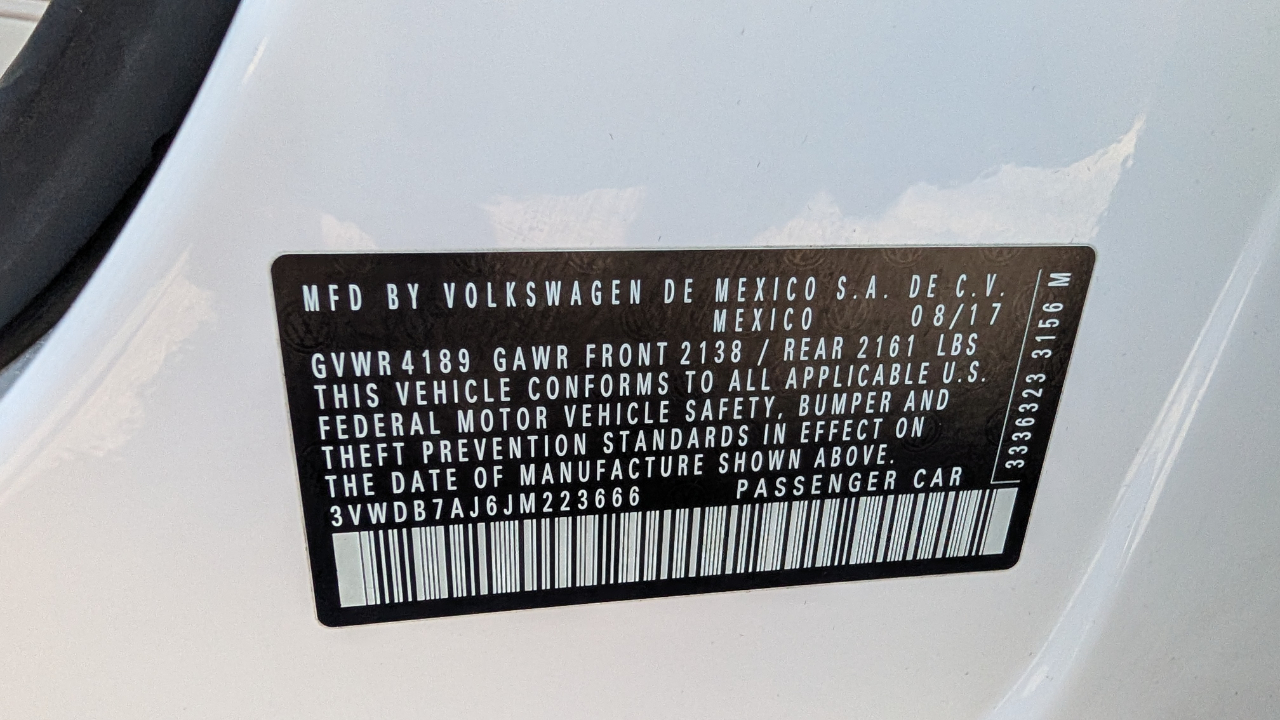 MFD BY VOLKSWAGEN DE MEXICO S.A. DE C.V.
MEXICO 08/17
GVWR 4189 GAWR FRONT 2138 / REAR 2161 LBS
THIS VEHICLE CONFORMS TO ALL APPLICABLE U.S.
FEDERAL MOTOR VEHICLE SAFETY, BUMPER AND
THEFT PREVENTION STANDARDS IN EFFECT ON
THE DATE OF MANUFACTURE SHOWN ABOVE.
3VWDB7AJ6JM223666 PASSENGER CAR
3336323 3156 M